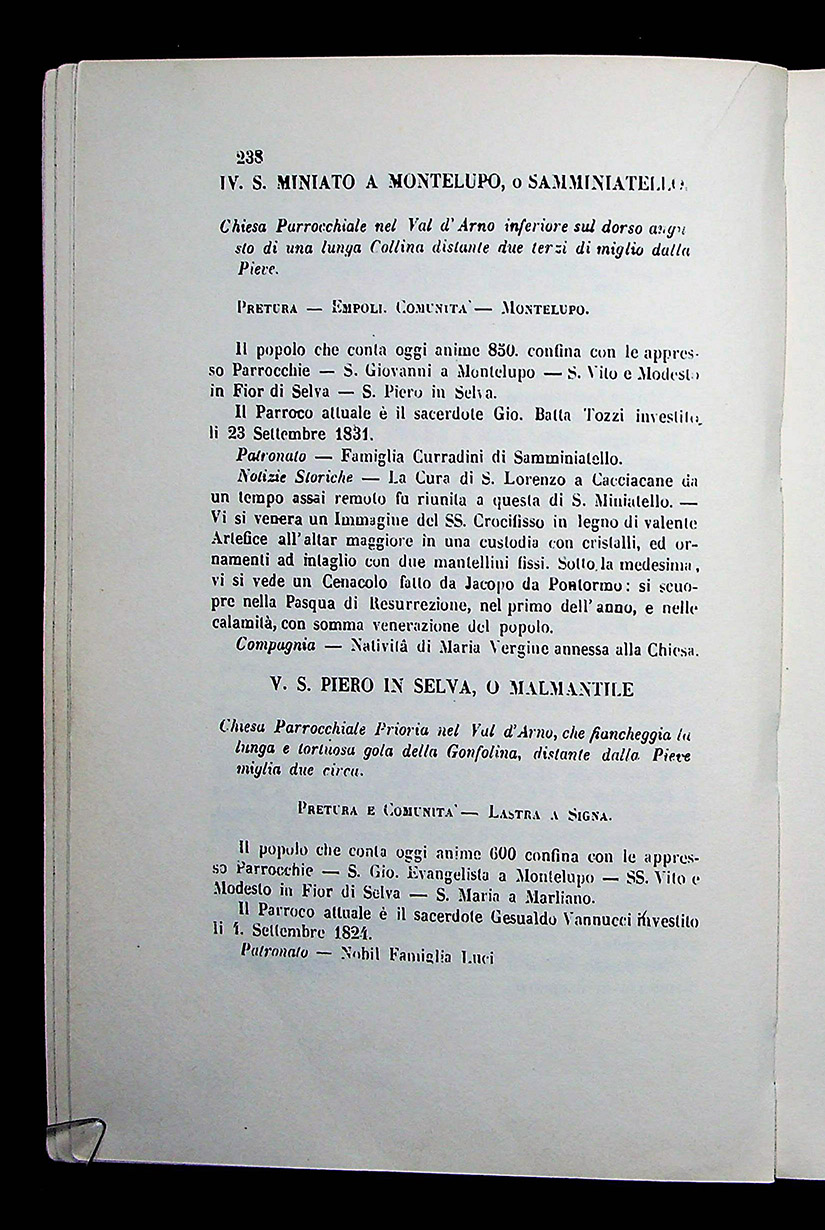 238
IV. S. MINIATO A MONTELUPO, o SAMMINIATELLO.
Chiesa Parrocchiale nel Val d' Arno inferiore sul dorso angu
sto di una lunga Collina distante due terzi di miglio dalla
Pieve.
PRETURA — EMPOLI. COMUNITA' — MONTELUPO.
Il popolo che conta oggi anime 850. confina con le appres-
so Parrocchie — S. Giovanni a Montelupo — S. Vito e Modesto
in Fior di Selva — S. Piero in Selva.
Il Parroco attuale è il sacerdote Gio. Batta Tozzi investito
li 23 Settembre 1831.
Patronato — Famiglia Curradini di Samminiatello.
Notizie Storiche — La Cura di S. Lorenzo a Cacciacane da
un tempo assai remoto fu riunita a questa di S. Miniatello. —
Vi si venera un Immagine del SS. Crocifisso in legno di valente
Artefice all'altar maggiore in una custodia con cristalli, ed or-
namenti ad intaglio con due mantellini fissi. Sotto la medesima,
vi si vede un Cenacolo fatto da Jacopo da Pontormo: si scuo-
pre nella Pasqua di Resurrezione, nel primo dell'anno, e nelle
calamità, con somma venerazione del popolo.
Compagnia — Natività di Maria Vergine annessa alla Chiesa.
V. S. PIERO IN SELVA, O MALMANTILE
Chiesa Parrocchiale Prioria nel Val d'Arno, che fiancheggia la
lunga e tortuosa gola della Gonfolina, distante dalla Pieve
miglia due circa.
PRETURA E COMUNITA' — LASTRA A SIGNA.
Il popolo che conta oggi anime 600 confina con le appres-
so Parrocchie — S. Gio. Evangelista a Montelupo — SS. Vito e
Modesto in Fior di Selva — S. Maria a Marliano.
Il Parroco attuale è il sacerdote Gesualdo Vannucci investito
li 1. Settembre 1824.
Patronato — Nobil Famiglia Luci